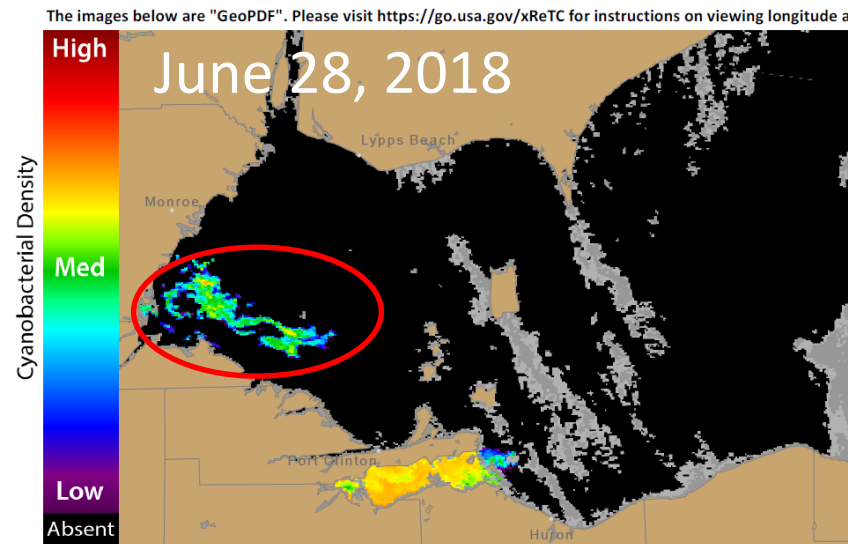 The images below are "GeoPDF". Please visit https://go.usa.gov/xReTC for instructions on viewing longitude a
High
June 28, 2018
Lypps Beach
Monroe
Cyanobacterial Density
Med
Port Clinton
Low
Absent
Huron